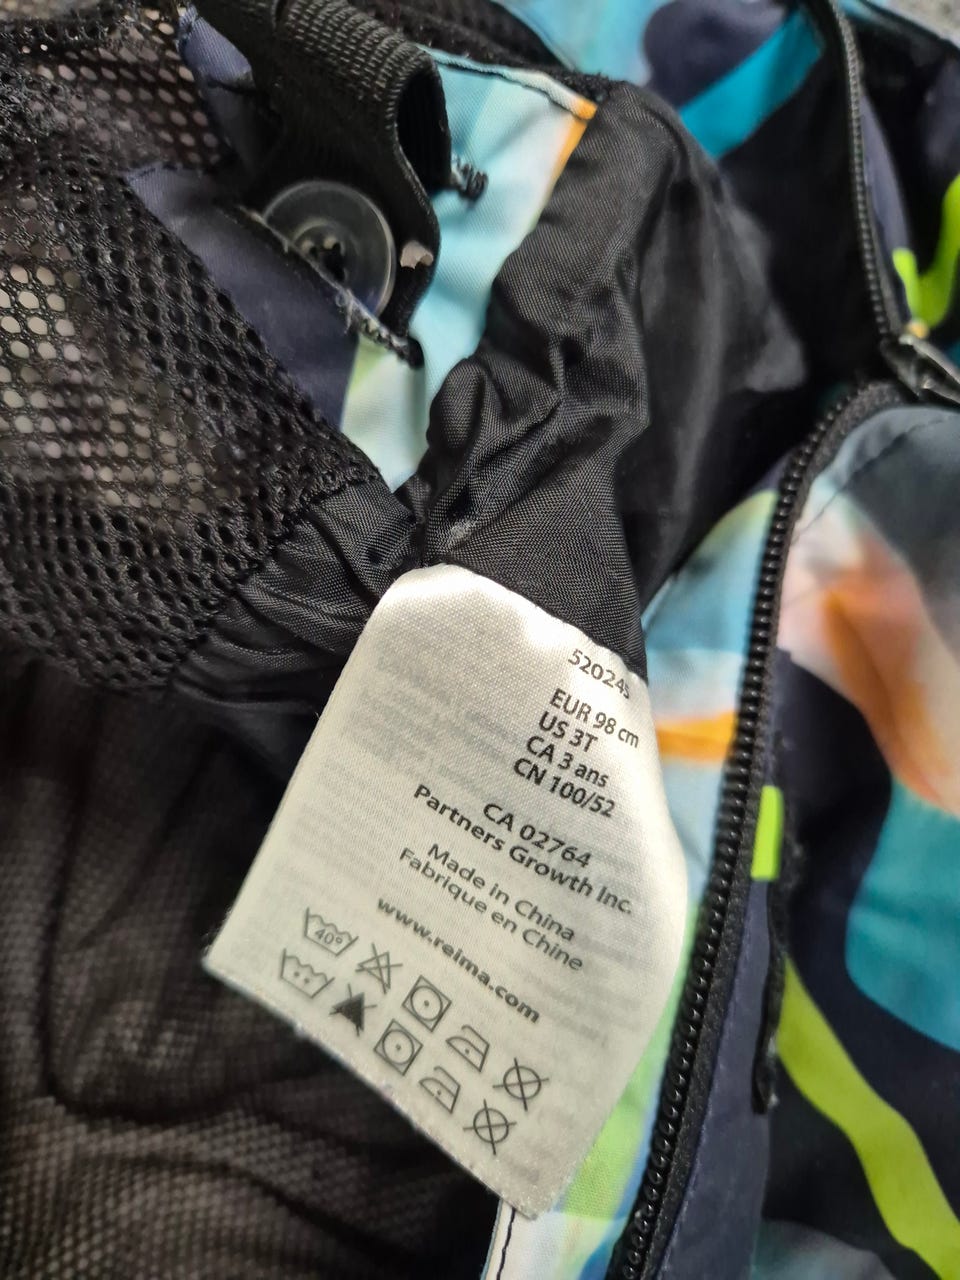 520245
EUR 98 cm
US 3T
CA 3 ans
CN 100/52
CA 02764
Partners Growth Inc.
Made in China
Fabrique en Chine
www.reima.com
40°